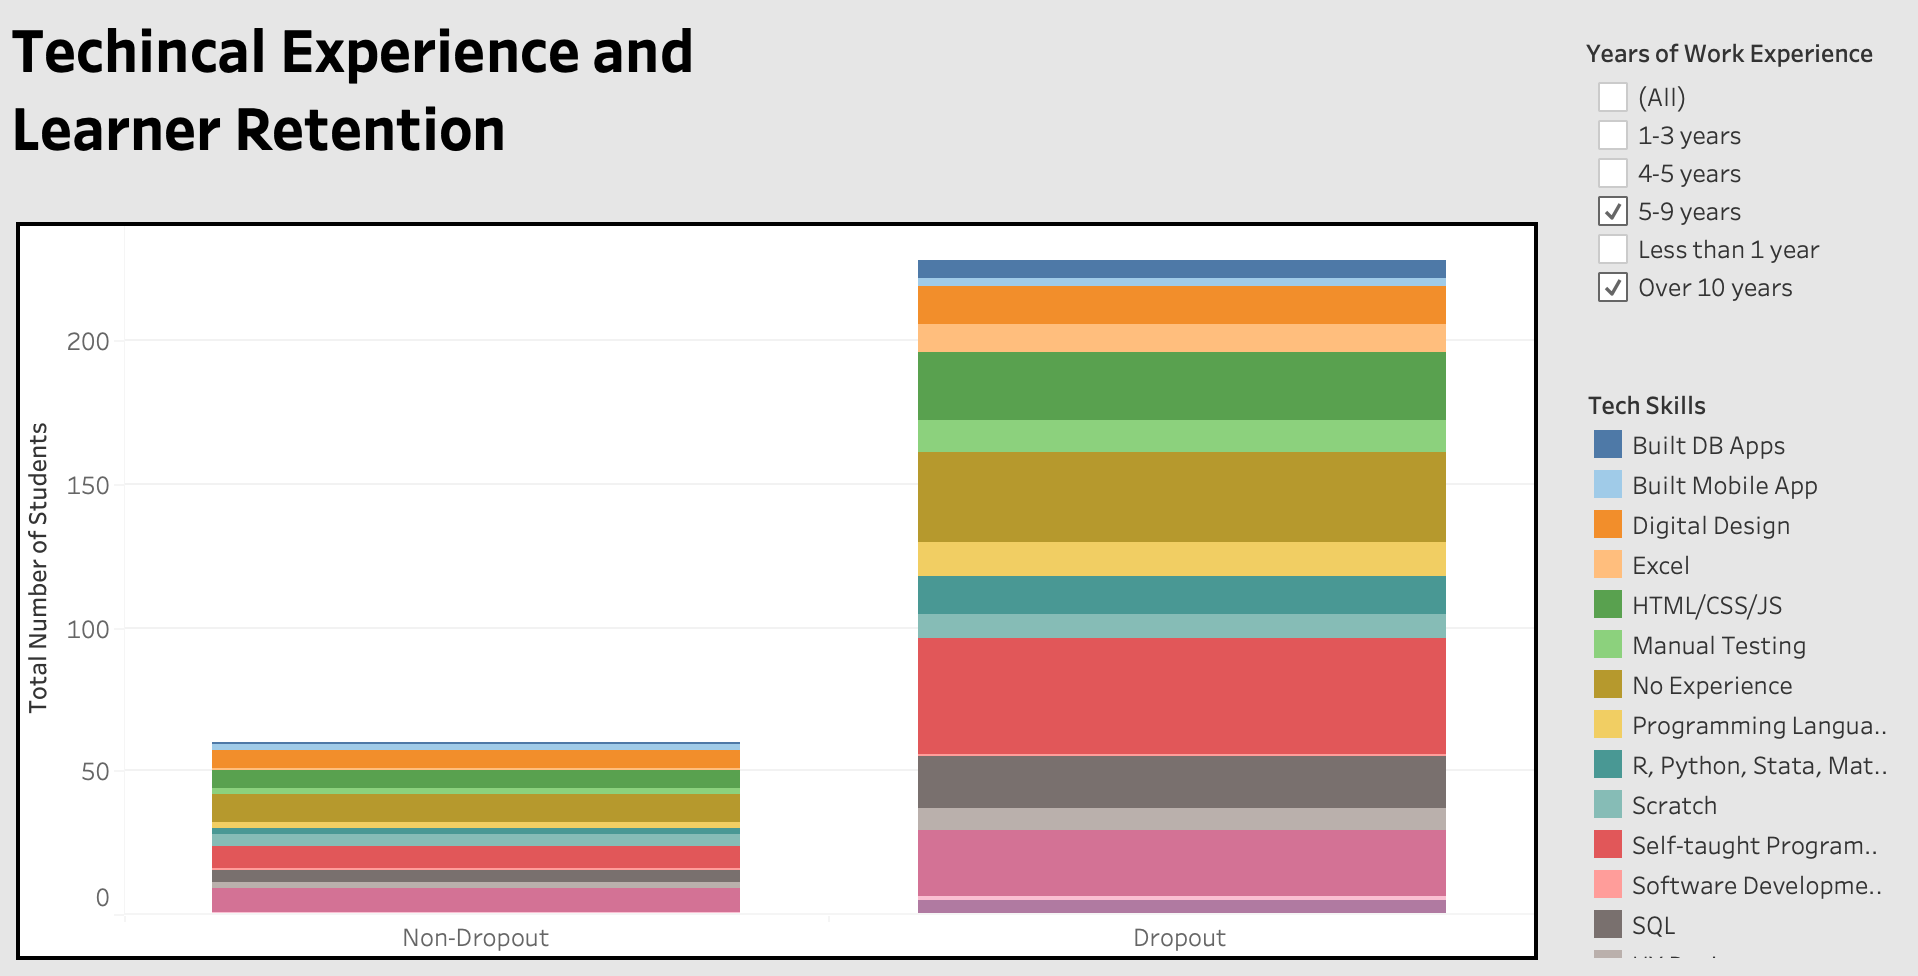 Techincal Experience and
Learner Retention
Years of Work Experience
(All)
1-3 years
4-5 years
5-9 years
Less than 1 year
Over 10 years
Total Number of Students
200
150
100
50
0
Non-Dropout
Dropout
Tech Skills
Built DB Apps
Built Mobile App
Digital Design
Excel
HTML/CSS/JS
Manual Testing
No Experience
Programming Langua..
R, Python, Stata, Mat..
Scratch
Self-taught Program..
Software Developme..
SQL